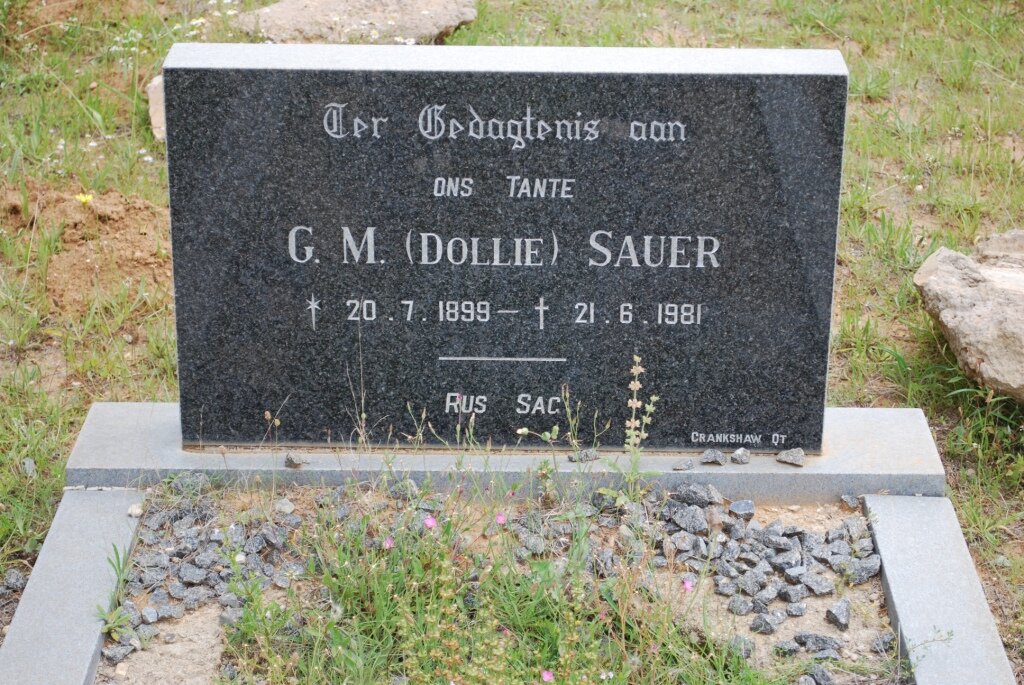 Ter Gedagtenis aan
ONS TANTE
G. M. (DOLLIE) SAUER
* 20 . 7 . 1899 — † 21 . 6 . 1981
RUS SAG
CRANKSHAW QT